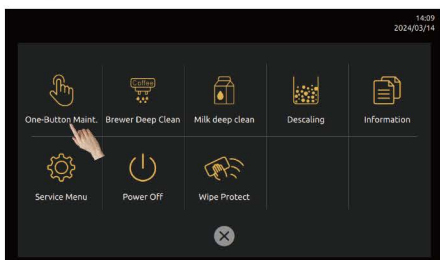 14:09
2024/03/14
Coffee
One-Button Maint. Brewer Deep Clean Milk deep clean Descaling Information
Service Menu Power Off Wipe Protect